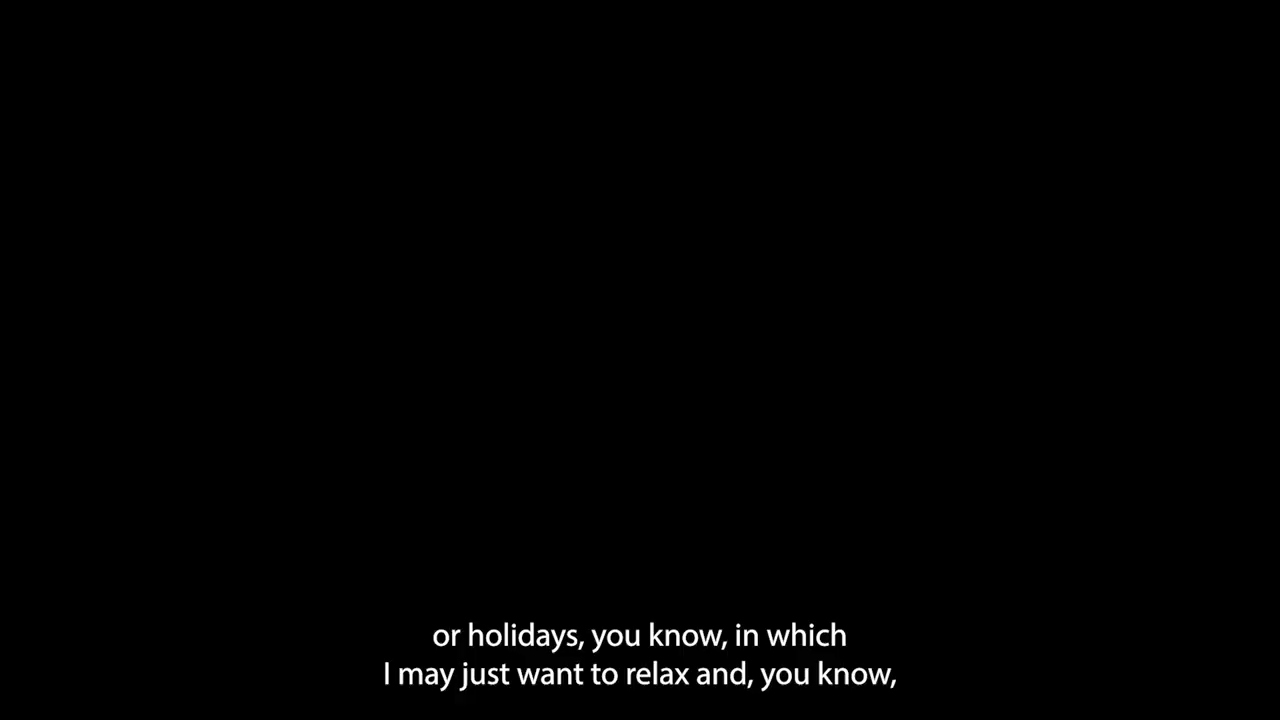 or holidays, you know, in which
I may just want to relax and, you know,